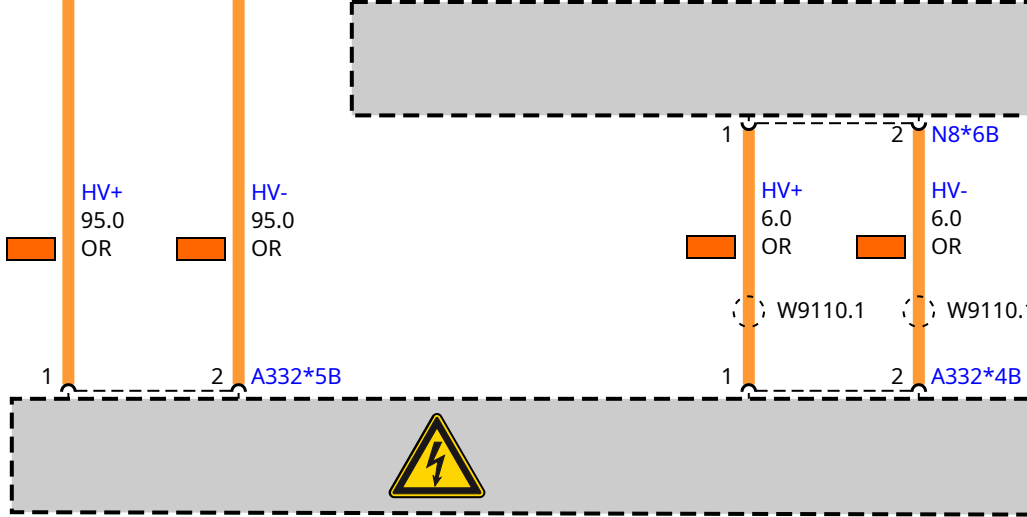 1 2 N8*6B
HV+ HV- HV+ HV-
95.0 95.0 6.0 6.0
OR OR OR OR
W9110.1 W9110.
1 2 A332*5B 1 2 A332*4B